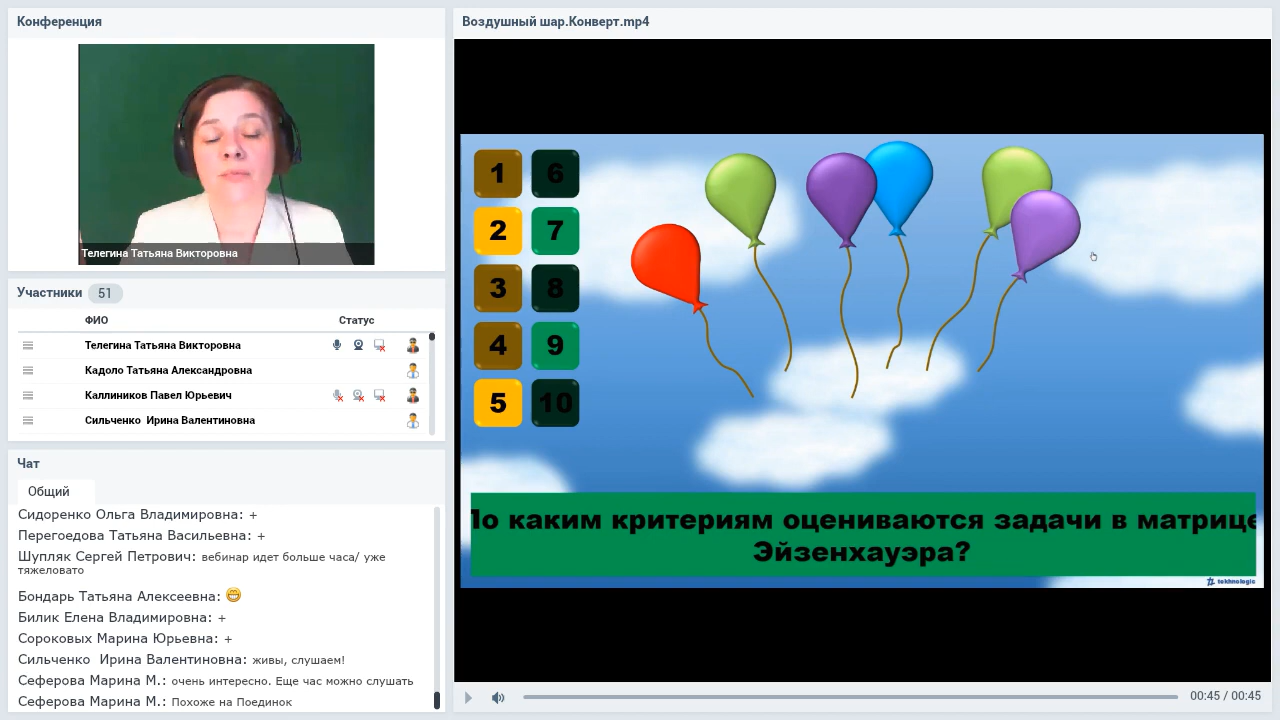 Конференция
Телегина Татьяна Викторовна
Участники 51
ФИО Статус
Телегина Татьяна Викторовна
Кадоло Татьяна Александровна
Каллиников Павел Юрьевич
Сильченко Ирина Валентиновна
Чат
Общий
Сидоренко Ольга Владимировна: +
Перегоедова Татьяна Васильевна: +
Шупляк Сергей Петрович: вебинар идет больше часа/ уже
тяжеловато
Бондарь Татьяна Алексеевна:
Билик Елена Владимировна: +
Сороковых Марина Юрьевна: +
Сильченко Ирина Валентиновна: живы, слушаем!
Сеферова Марина М.: очень интересно. Еще час можно слушать
Сеферова Марина М.: Похоже на Поединок
Воздушный шар.Конверт.mp4
1 6
2 7
3 8
4 9
5 10
По каким критериям оцениваются задачи в матрице
Эйзенхауэра?
tekhnologic
00:45 / 00:45